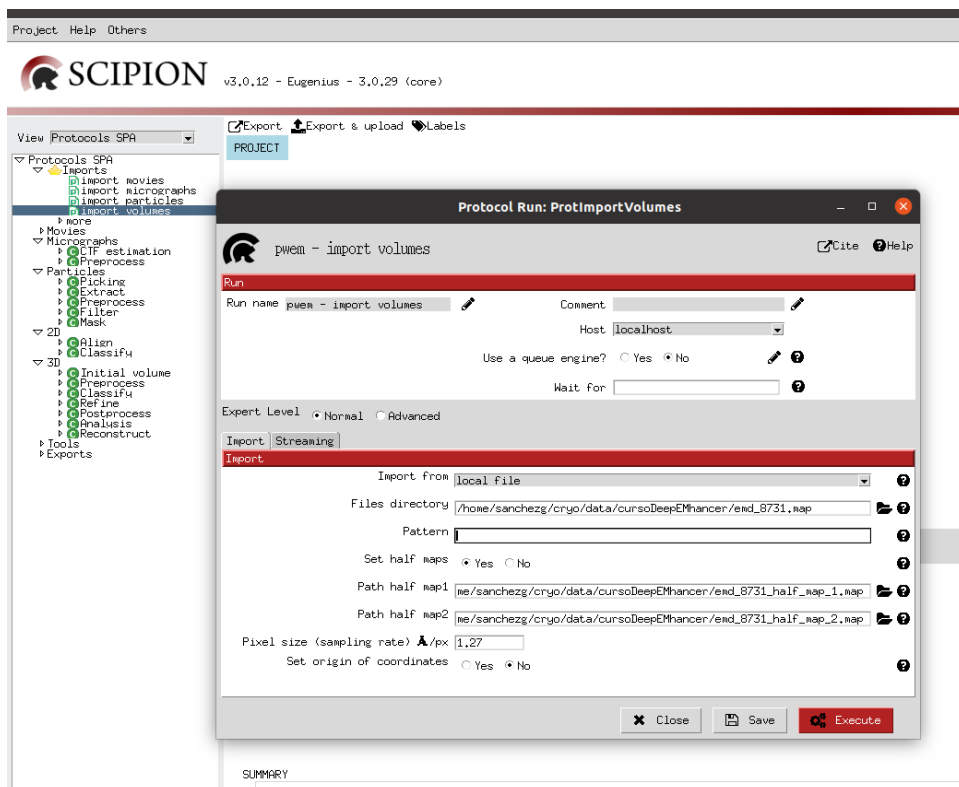 Project Help Others
SCIPION v3.0.12 - Eugenius - 3.0.29 (core)
View Protocols SPA
Export Export & upload Labels
PROJECT
Protocols SPA
Imports
import movies
import micrographs
import particles
import volumes
more
Movies
Micrographs
CTF estimation
Preprocess
Particles
Picking
Extract
Preprocess
Filter
Mask
2D
Align
Classify
3D
Initial volume
Preprocess
Classify
Refine
Postprocess
Analysis
Reconstruct
Tools
Exports
Protocol Run: ProtImportVolumes
pwem - import volumes
Cite Help
Run
Run name pwem - import volumes Comment
Host localhost
Use a queue engine? Yes No
Wait for
Expert Level Normal Advanced
Import Streaming
Import
Import from local file
Files directory /home/sanchezg/cryo/data/cursoDeepEMhancer/emd_8731.map
Pattern
Set half maps Yes No
Path half map1 me/sanchezg/cryo/data/cursoDeepEMhancer/emd_8731_half_map_1.map
Path half map2 me/sanchezg/cryo/data/cursoDeepEMhancer/emd_8731_half_map_2.map
Pixel size (sampling rate) Å/px 1.27
Set origin of coordinates Yes No
Close Save Execute
SUMMARY